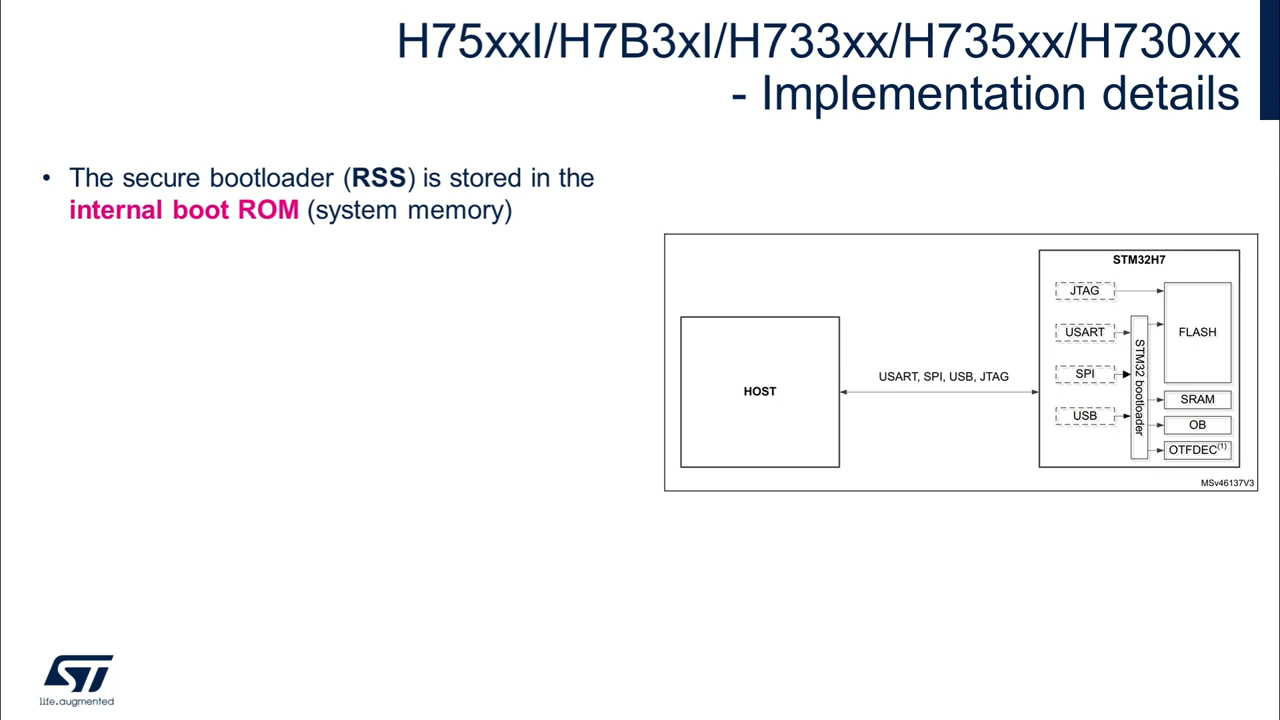 H75xxI/H7B3xI/H733xx/H735xx/H730xx
- Implementation details
• The secure bootloader (RSS) is stored in the
internal boot ROM (system memory)
STM32H7
JTAG
USART
FLASH
HOST
USART, SPI, USB, JTAG
SPI
STM32 bootloader
SRAM
USB
OB
OTFDEC(1)
MSv46137V3
ST
life.augmented